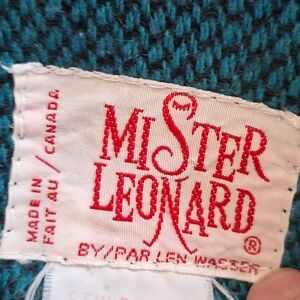 MISTER
LEONARD
®
BY/PAR LEN WASSER
MADE IN
FAIT AU / CANADA